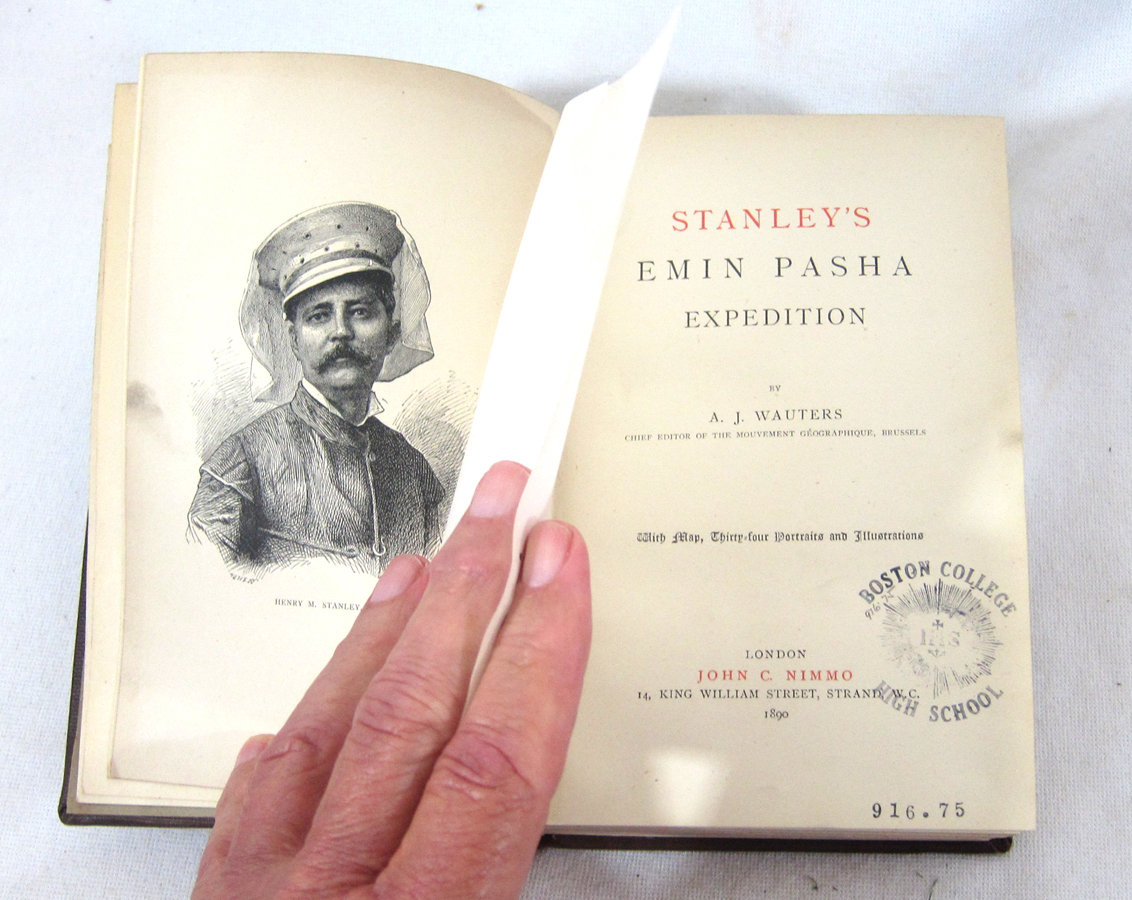 HENRY M. STANLEY.
STANLEY'S
EMIN PASHA
EXPEDITION
BY
A. J. WAUTERS
CHIEF EDITOR OF THE MOUVEMENT GÉOGRAPHIQUE, BRUSSELS
With Map, Thirty-four Portraits and Illustrations
BOSTON COLLEGE
IHS
HIGH SCHOOL
LONDON
JOHN C. NIMMO
14, KING WILLIAM STREET, STRAND, W.C.
1890
916.75